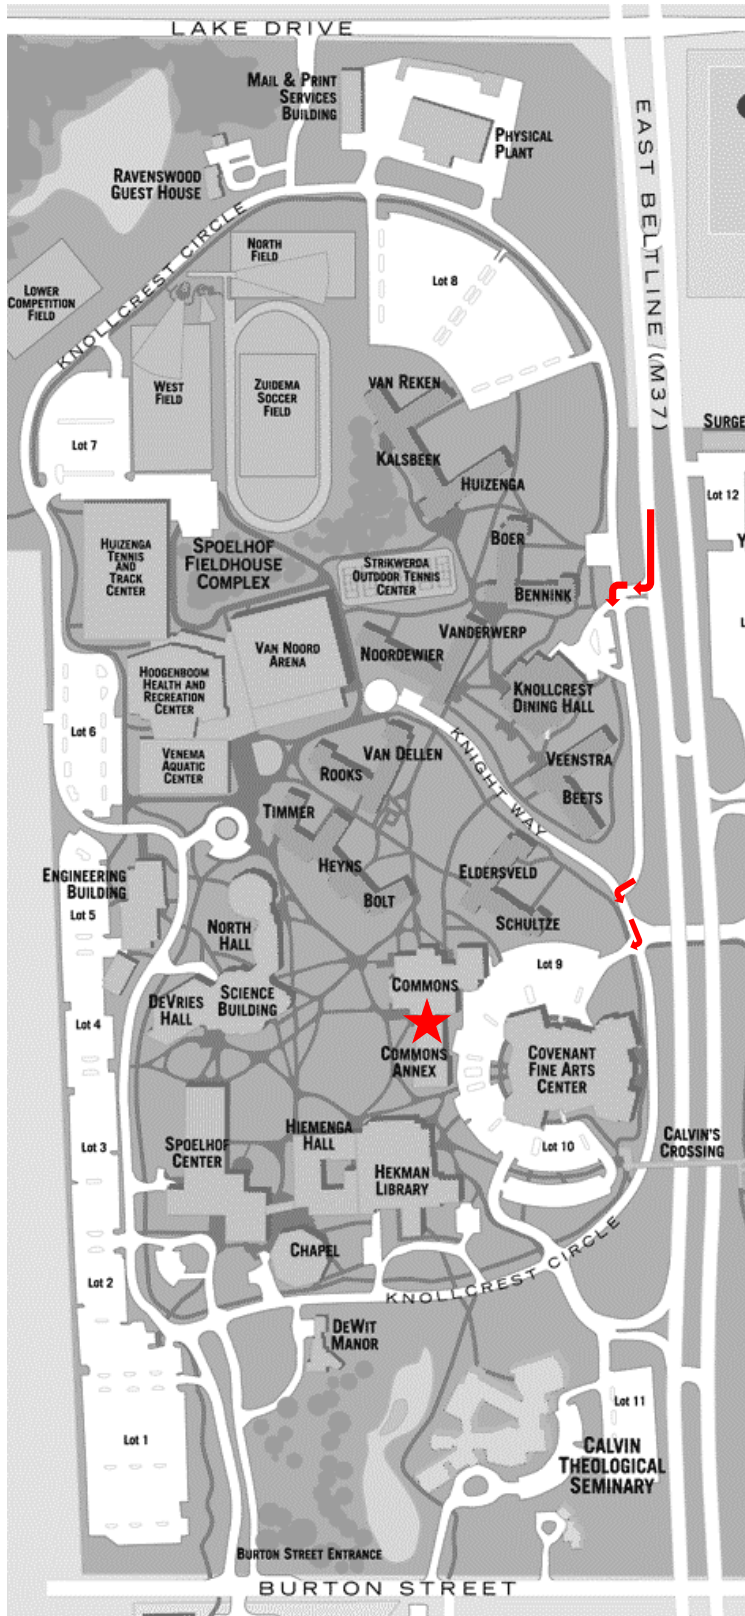 LAKE DRIVE
MAIL & PRINT
SERVICES
BUILDING
PHYSICAL
PLANT
RAVENSWOOD
GUEST HOUSE
EAST BELTLINE (M37)
KNOLLCREST CIRCLE
NORTH
FIELD
LOT 8
LOWER
COMPETITION
FIELD
WEST
FIELD
ZUIDEMA
SOCCER
FIELD
VAN REKEN
LOT 7
KALSBEEK
HUIZENGA
SURGE
LOT 12
HUIZENGA
TENNIS
AND
TRACK
CENTER
SPOELHOF
FIELDHOUSE
COMPLEX
BOER
Y
STRIKWERDA
OUTDOOR TENNIS
CENTER
BENNINK
L
VANDERWERP
VAN NOORD
ARENA
NOORDEWIER
HOOGENBOOM
HEALTH AND
RECREATION
CENTER
KNOLLCREST
DINING HALL
LOT 6
VENEMA
AQUATIC
CENTER
VAN DELLEN
ROOKS
KNIGHT WAY
VEENSTRA
BEETS
TIMMER
HEYNS
BOLT
ELDERSVELD
SCHULTZE
ENGINEERING
BUILDING
LOT 5
NORTH
HALL
LOT 9
COMMONS
DEVRIES
HALL
SCIENCE
BUILDING
LOT 4
COMMONS
ANNEX
COVENANT
FINE ARTS
CENTER
LOT 3
SPOELHOF
CENTER
HIEMENGA
HALL
HEKMAN
LIBRARY
LOT 10
CALVIN'S
CROSSING
CHAPEL
LOT 2
KNOLLCREST CIRCLE
DEWIT
MANOR
LOT 1
LOT 11
CALVIN
THEOLOGICAL
SEMINARY
BURTON STREET ENTRANCE
BURTON STREET